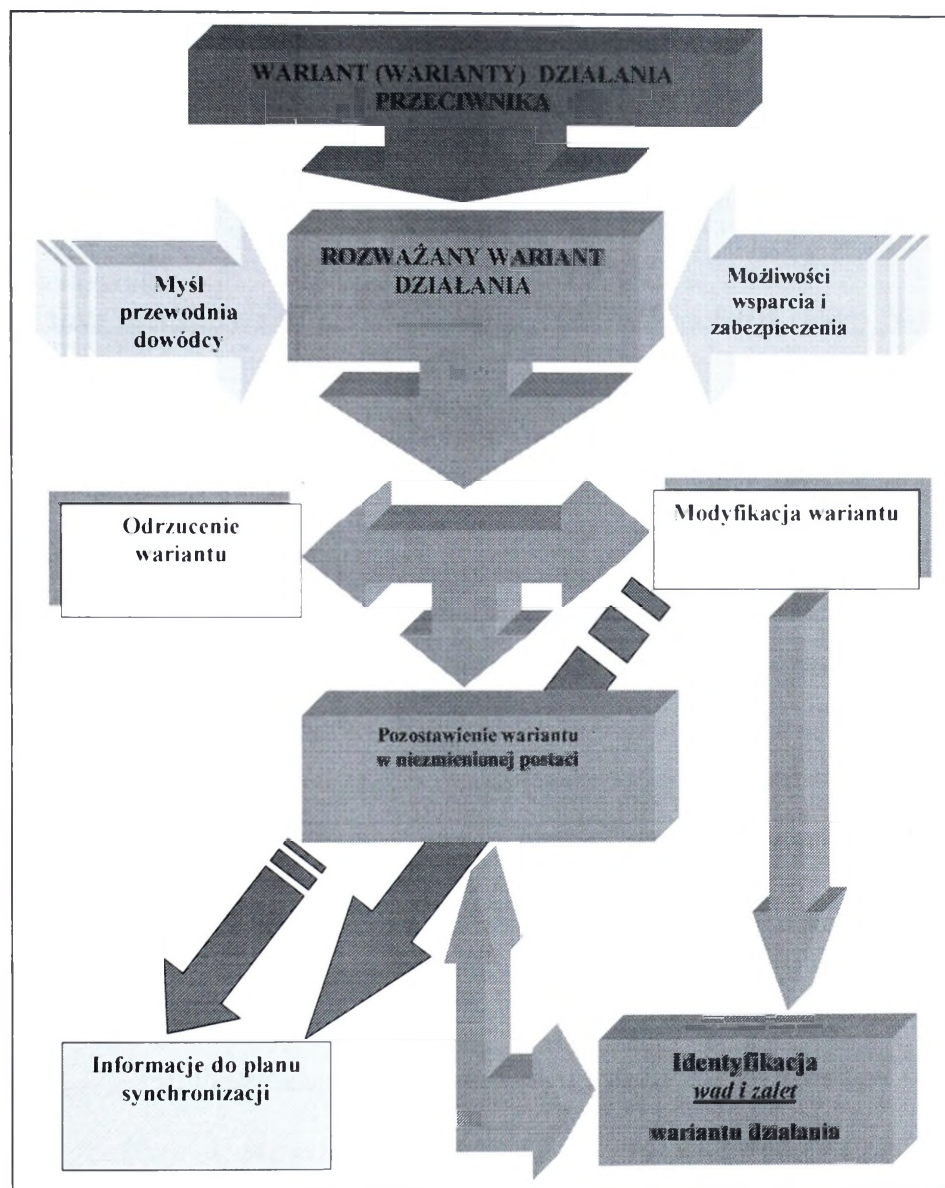 WARIANT (WARIANTY) DZIAŁANIA
PRZECIWNIKA
ROZWAŻANY WARIANT
DZIAŁANIA
Myśl
przewodnia
dowódcy
Możliwości
wsparcia i
zabezpieczenia
Odrzucenie
wariantu
Modyfikacja wariantu
Pozostawienie wariantu
w niezmienionej postaci
Informacje do planu
synchronizacji
Identyfikacja
wad i zalet
wariantu działania